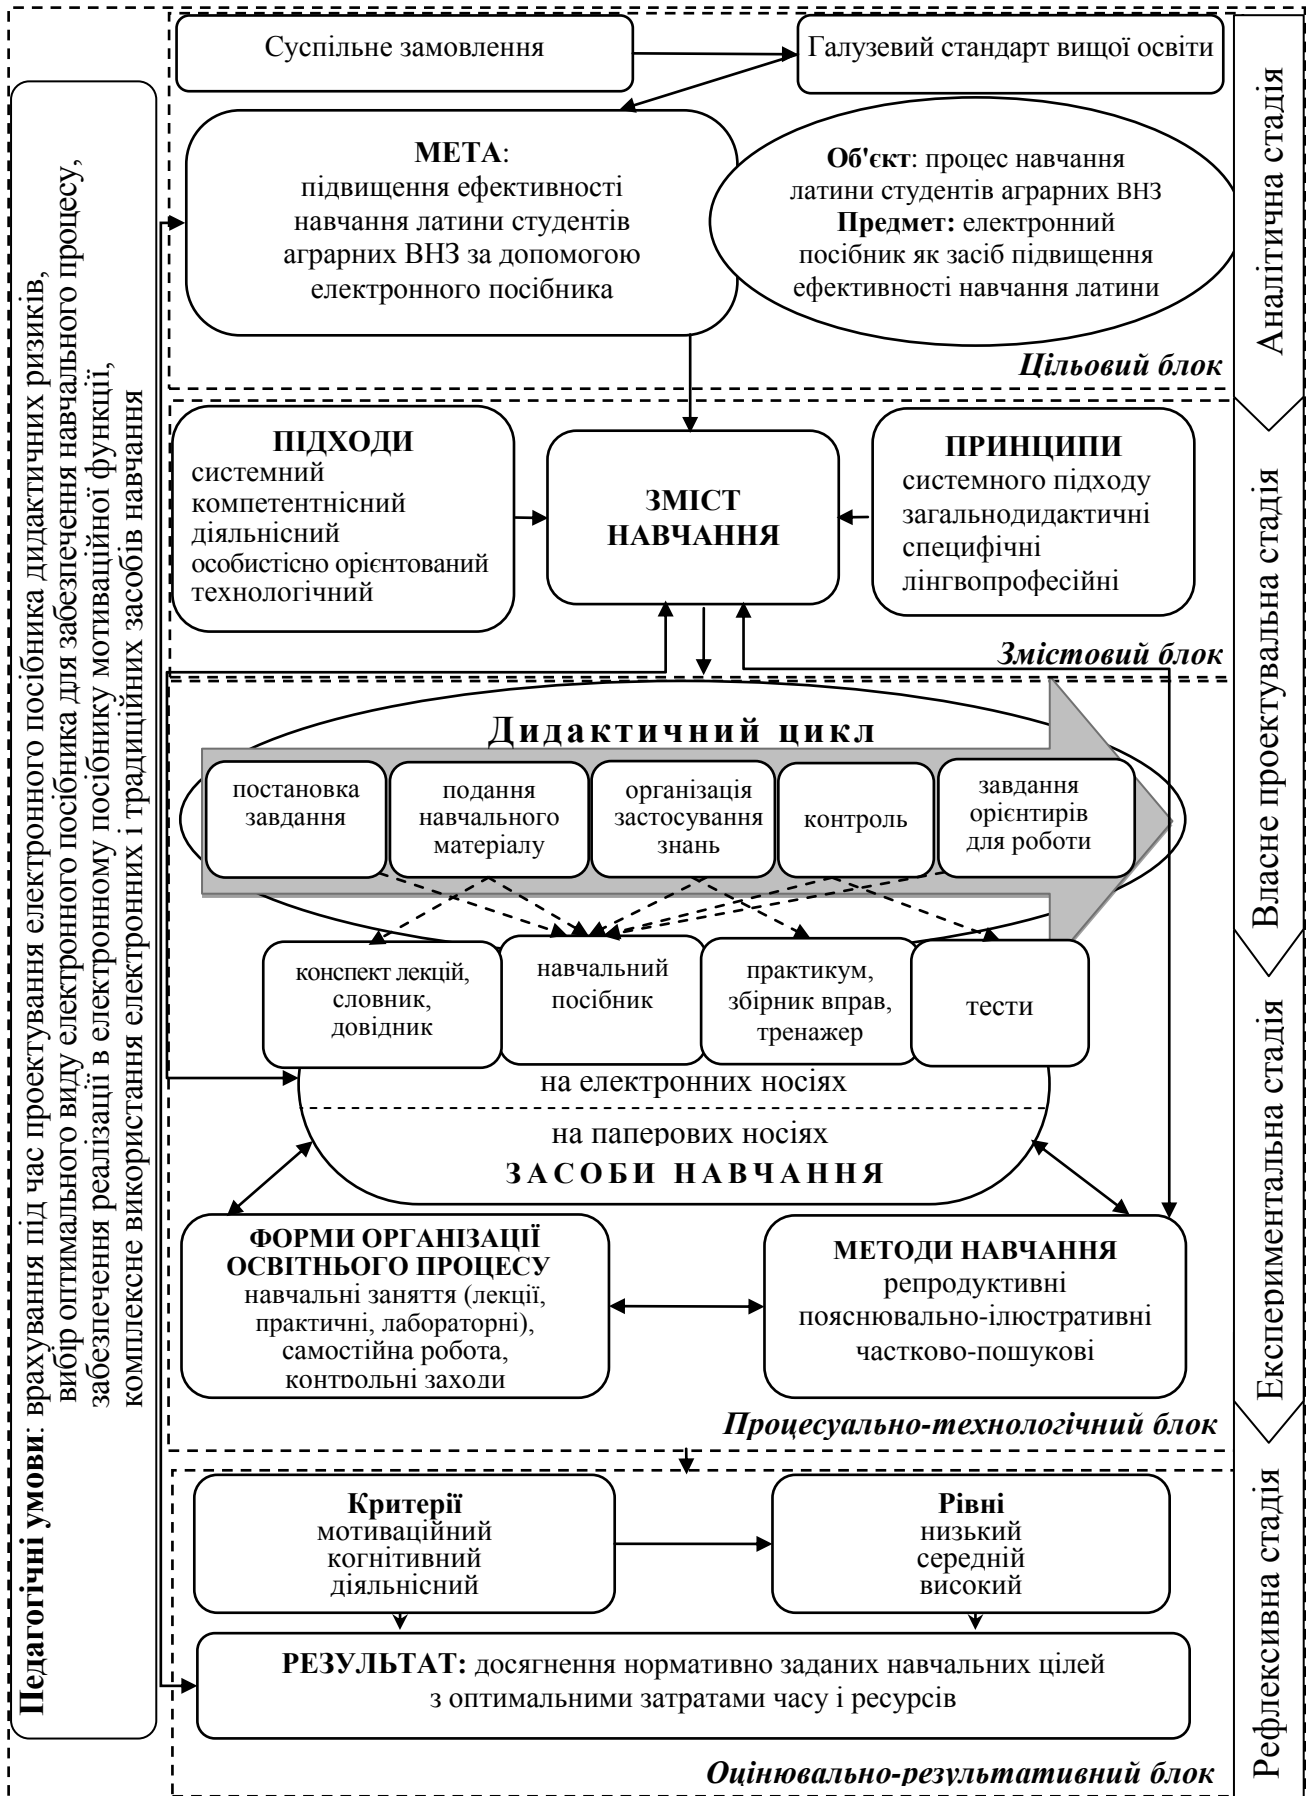 Суспільне замовлення
Галузевий стандарт вищої освіти
МЕТА:
підвищення ефективності
навчання латини студентів
аграрних ВНЗ за допомогою
електронного посібника
Об'єкт: процес навчання
латини студентів аграрних ВНЗ
Предмет: електронний
посібник як засіб підвищення
ефективності навчання латини
Цільовий блок
ПІДХОДИ
системний
компетентнісний
діяльнісний
особистісно орієнтований
технологічний
ЗМІСТ
НАВЧАННЯ
ПРИНЦИПИ
системного підходу
загальнодидактичні
специфічні
лінгвопрофесійні
Змістовий блок
Дидактичний цикл
постановка
завдання
подання
навчального
матеріалу
організація
застосування
знань
контроль
завдання
орієнтирів
для роботи
конспект лекцій,
словник,
довідник
навчальний
посібник
практикум,
збірник вправ,
тренажер
тести
на електронних носіях
на паперових носіях
ЗАСОБИ НАВЧАННЯ
ФОРМИ ОРГАНІЗАЦІЇ
ОСВІТНЬОГО ПРОЦЕСУ
навчальні заняття (лекції,
практичні, лабораторні),
самостійна робота,
контрольні заходи
МЕТОДИ НАВЧАННЯ
репродуктивні
пояснювально-ілюстративні
частково-пошукові
Процесуально-технологічний блок
Критерії
мотиваційний
когнітивний
діяльнісний
Рівні
низький
середній
високий
РЕЗУЛЬТАТ: досягнення нормативно заданих навчальних цілей
з оптимальними затратами часу і ресурсів
Оцінювально-результативний блок
Педагогічні умови: врахування під час проектування електронного посібника дидактичних ризиків,
вибір оптимального виду електронного посібника для забезпечення навчального процесу,
забезпечення реалізації в електронному посібнику мотиваційної функції,
комплексне використання електронних і традиційних засобів навчання
Аналітична стадія
Власне проектувальна стадія
Експериментальна стадія
Рефлексивна стадія